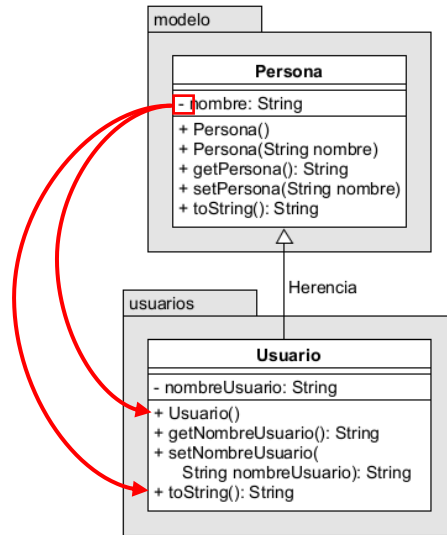 modelo
Persona
- nombre: String
+ Persona()
+ Persona(String nombre)
+ getPersona(): String
+ setPersona(String nombre)
+ toString(): String
Herencia
usuarios
Usuario
- nombreUsuario: String
+ Usuario()
+ getNombreUsuario(): String
+ setNombreUsuario(
String nombreUsuario): String
+ toString(): String